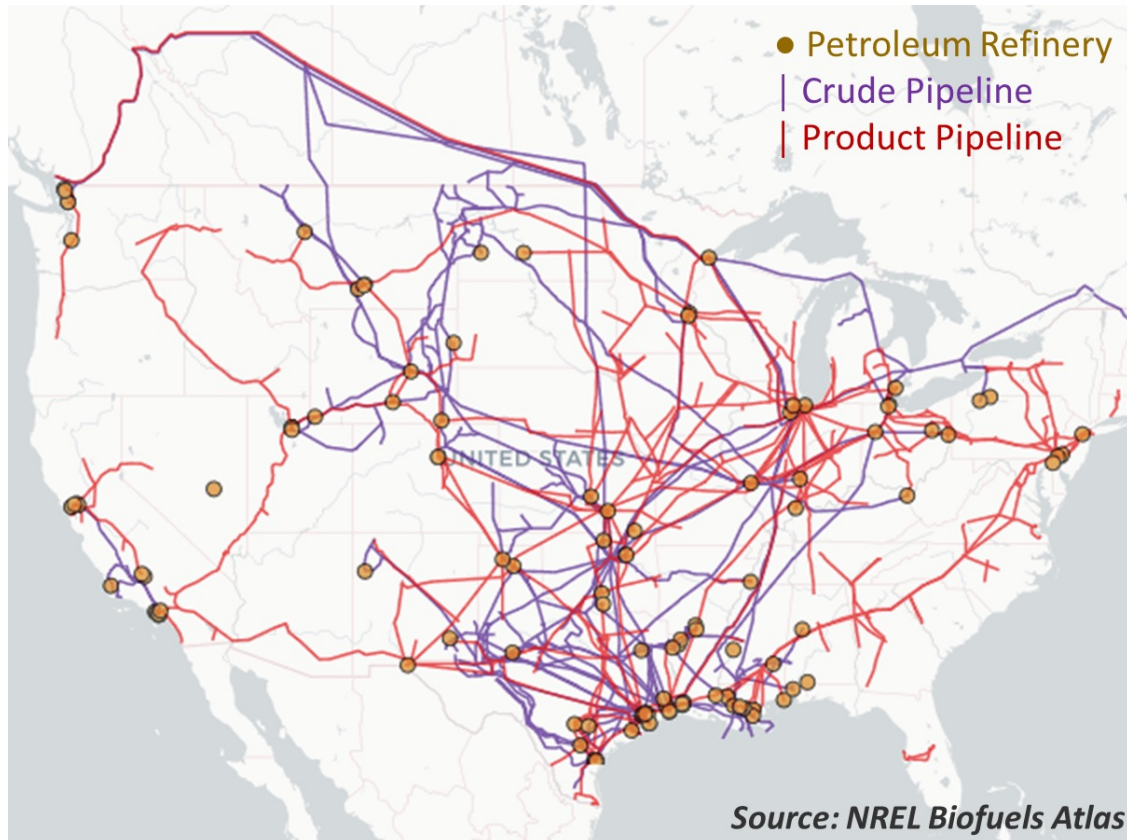 ● Petroleum Refinery
| Crude Pipeline
| Product Pipeline
UNITED STATES
Source: NREL Biofuels Atlas